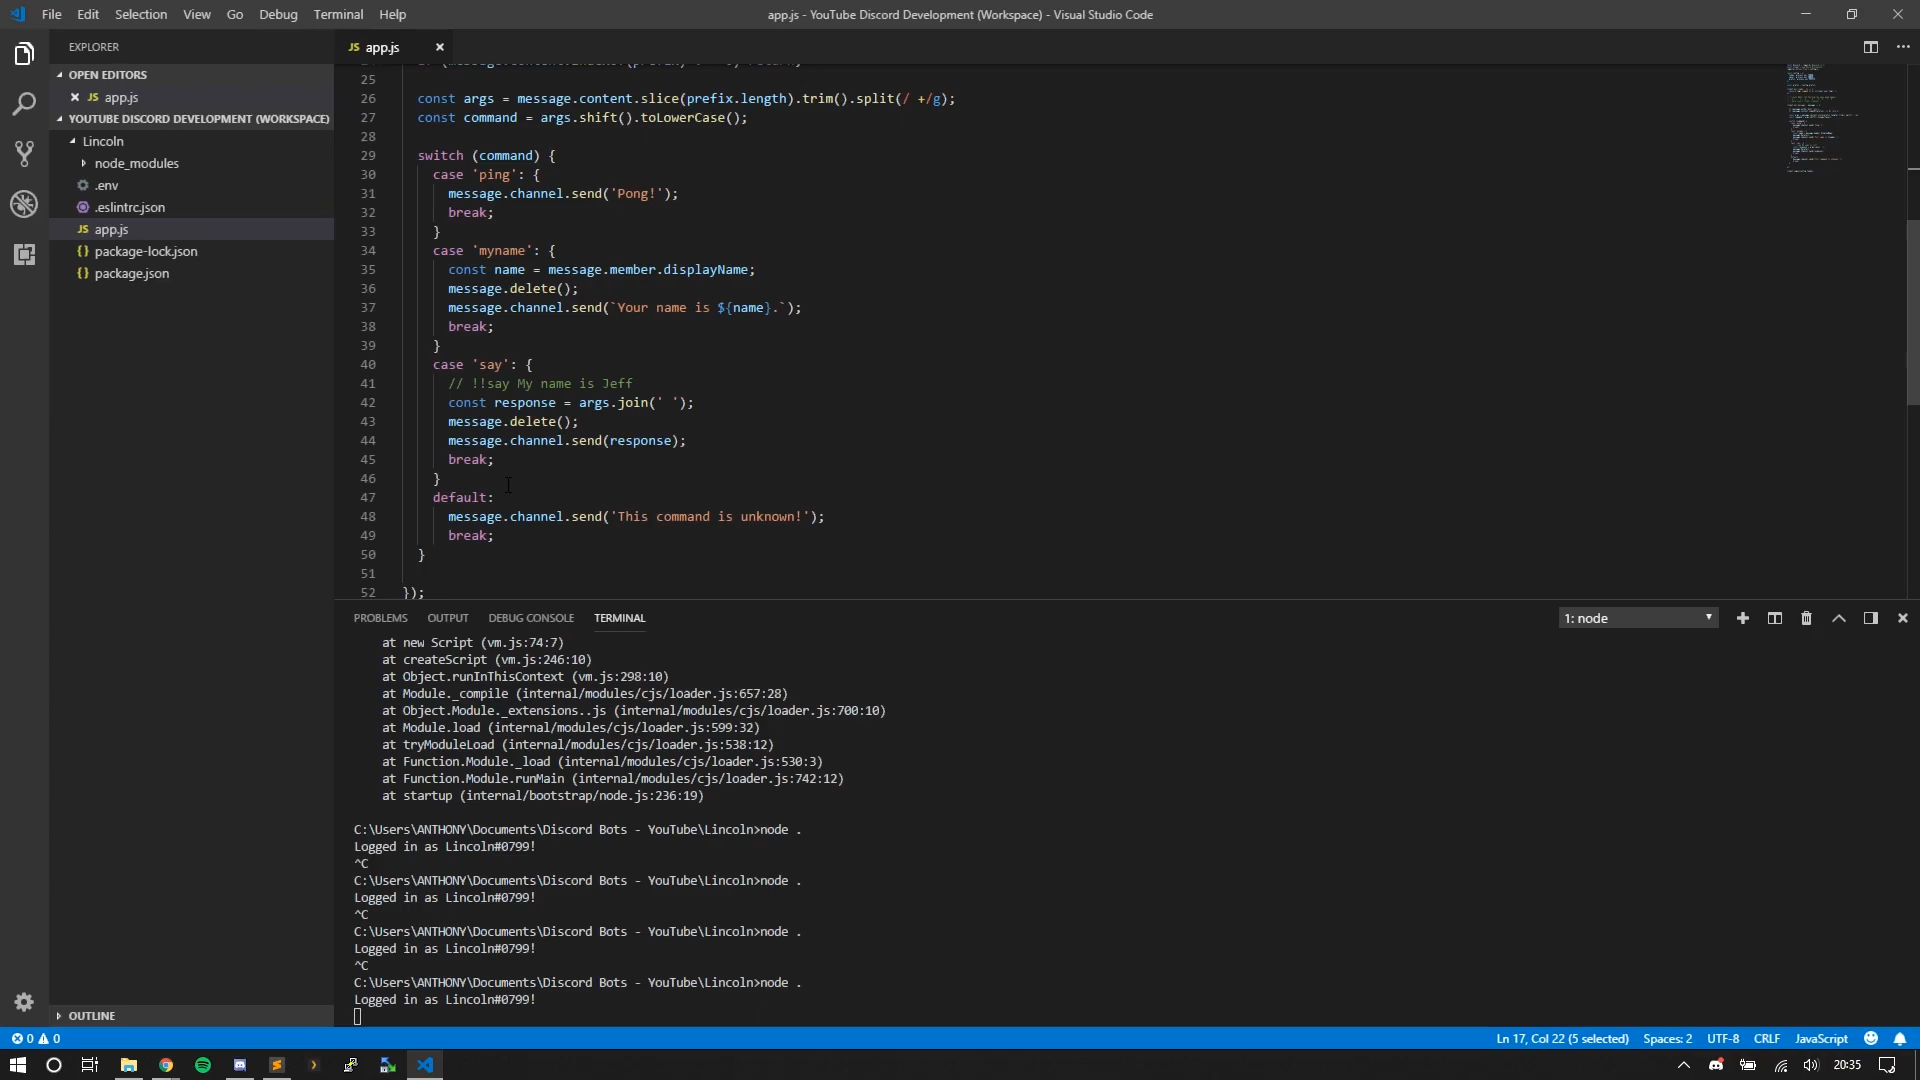 File Edit Selection View Go Debug Terminal Help
app.js - YouTube Discord Development (Workspace) - Visual Studio Code
EXPLORER
OPEN EDITORS
JS app.js
YOUTUBE DISCORD DEVELOPMENT (WORKSPACE)
Lincoln
node_modules
.env
.eslintrc.json
JS app.js
{} package-lock.json
{} package.json
OUTLINE
JS app.js
25
26 const args = message.content.slice(prefix.length).trim().split(/ +/g);
27 const command = args.shift().toLowerCase();
28
29 switch (command) {
30 case 'ping': {
31 message.channel.send('Pong!');
32 break;
33 }
34 case 'myname': {
35 const name = message.member.displayName;
36 message.delete();
37 message.channel.send(`Your name is ${name}.`);
38 break;
39 }
40 case 'say': {
41 // !!say My name is Jeff
42 const response = args.join(' ');
43 message.delete();
44 message.channel.send(response);
45 break;
46 }
47 default:
48 message.channel.send('This command is unknown!');
49 break;
50 }
51
52 });
PROBLEMS OUTPUT DEBUG CONSOLE TERMINAL
1: node
at new Script (vm.js:74:7)
at createScript (vm.js:246:10)
at Object.runInThisContext (vm.js:298:10)
at Module._compile (internal/modules/cjs/loader.js:657:28)
at Object.Module._extensions..js (internal/modules/cjs/loader.js:700:10)
at Module.load (internal/modules/cjs/loader.js:599:32)
at tryModuleLoad (internal/modules/cjs/loader.js:538:12)
at Function.Module._load (internal/modules/cjs/loader.js:530:3)
at Function.Module.runMain (internal/modules/cjs/loader.js:742:12)
at startup (internal/bootstrap/node.js:236:19)
C:\Users\ANTHONY\Documents\Discord Bots - YouTube\Lincoln>node .
Logged in as Lincoln#0799!
^C
C:\Users\ANTHONY\Documents\Discord Bots - YouTube\Lincoln>node .
Logged in as Lincoln#0799!
^C
C:\Users\ANTHONY\Documents\Discord Bots - YouTube\Lincoln>node .
Logged in as Lincoln#0799!
^C
C:\Users\ANTHONY\Documents\Discord Bots - YouTube\Lincoln>node .
Logged in as Lincoln#0799!
0 0
Ln 17, Col 22 (5 selected) Spaces: 2 UTF-8 CRLF JavaScript
20:35